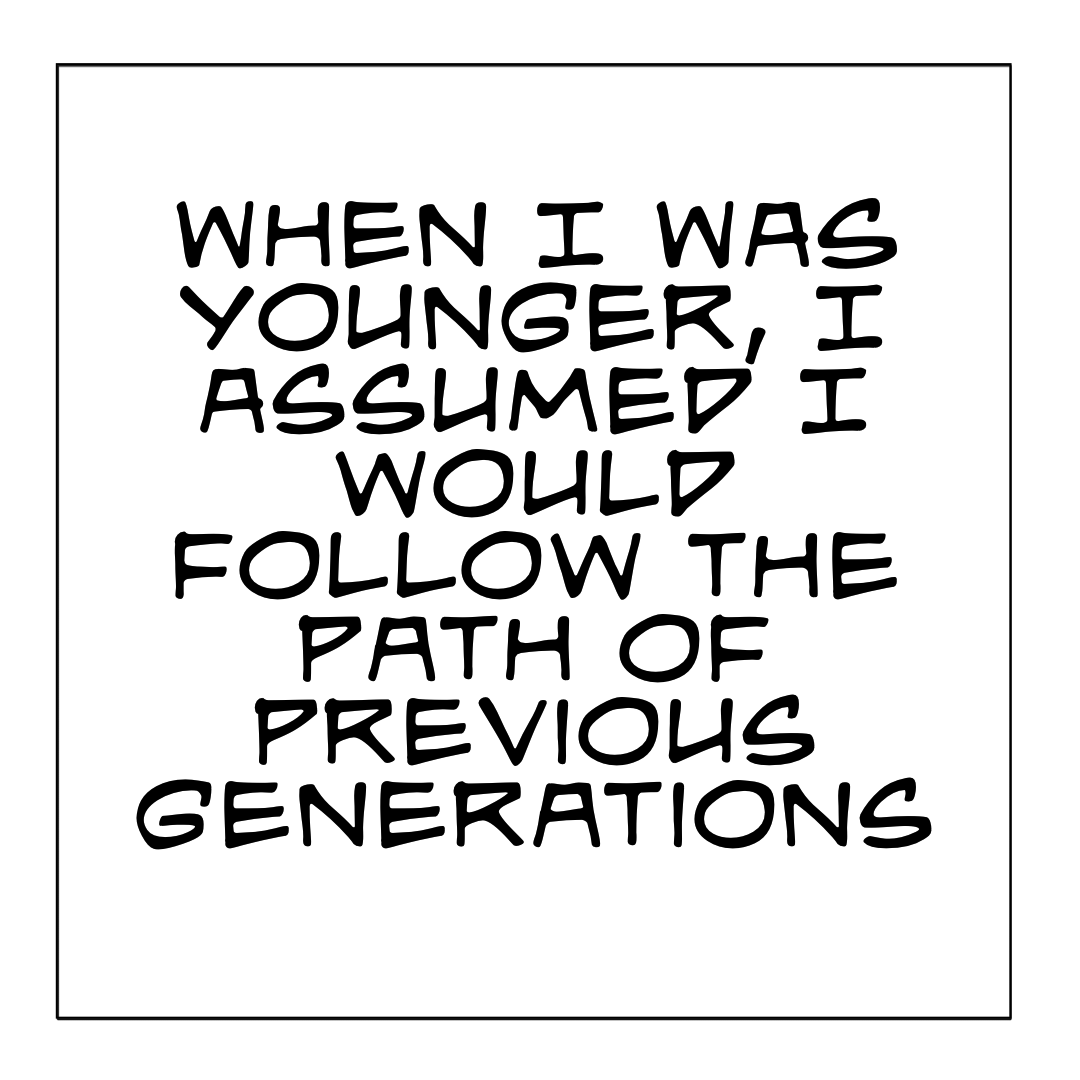 WHEN I WAS
YOUNGER, I
ASSUMED I
WOULD
FOLLOW THE
PATH OF
PREVIOUS
GENERATIONS